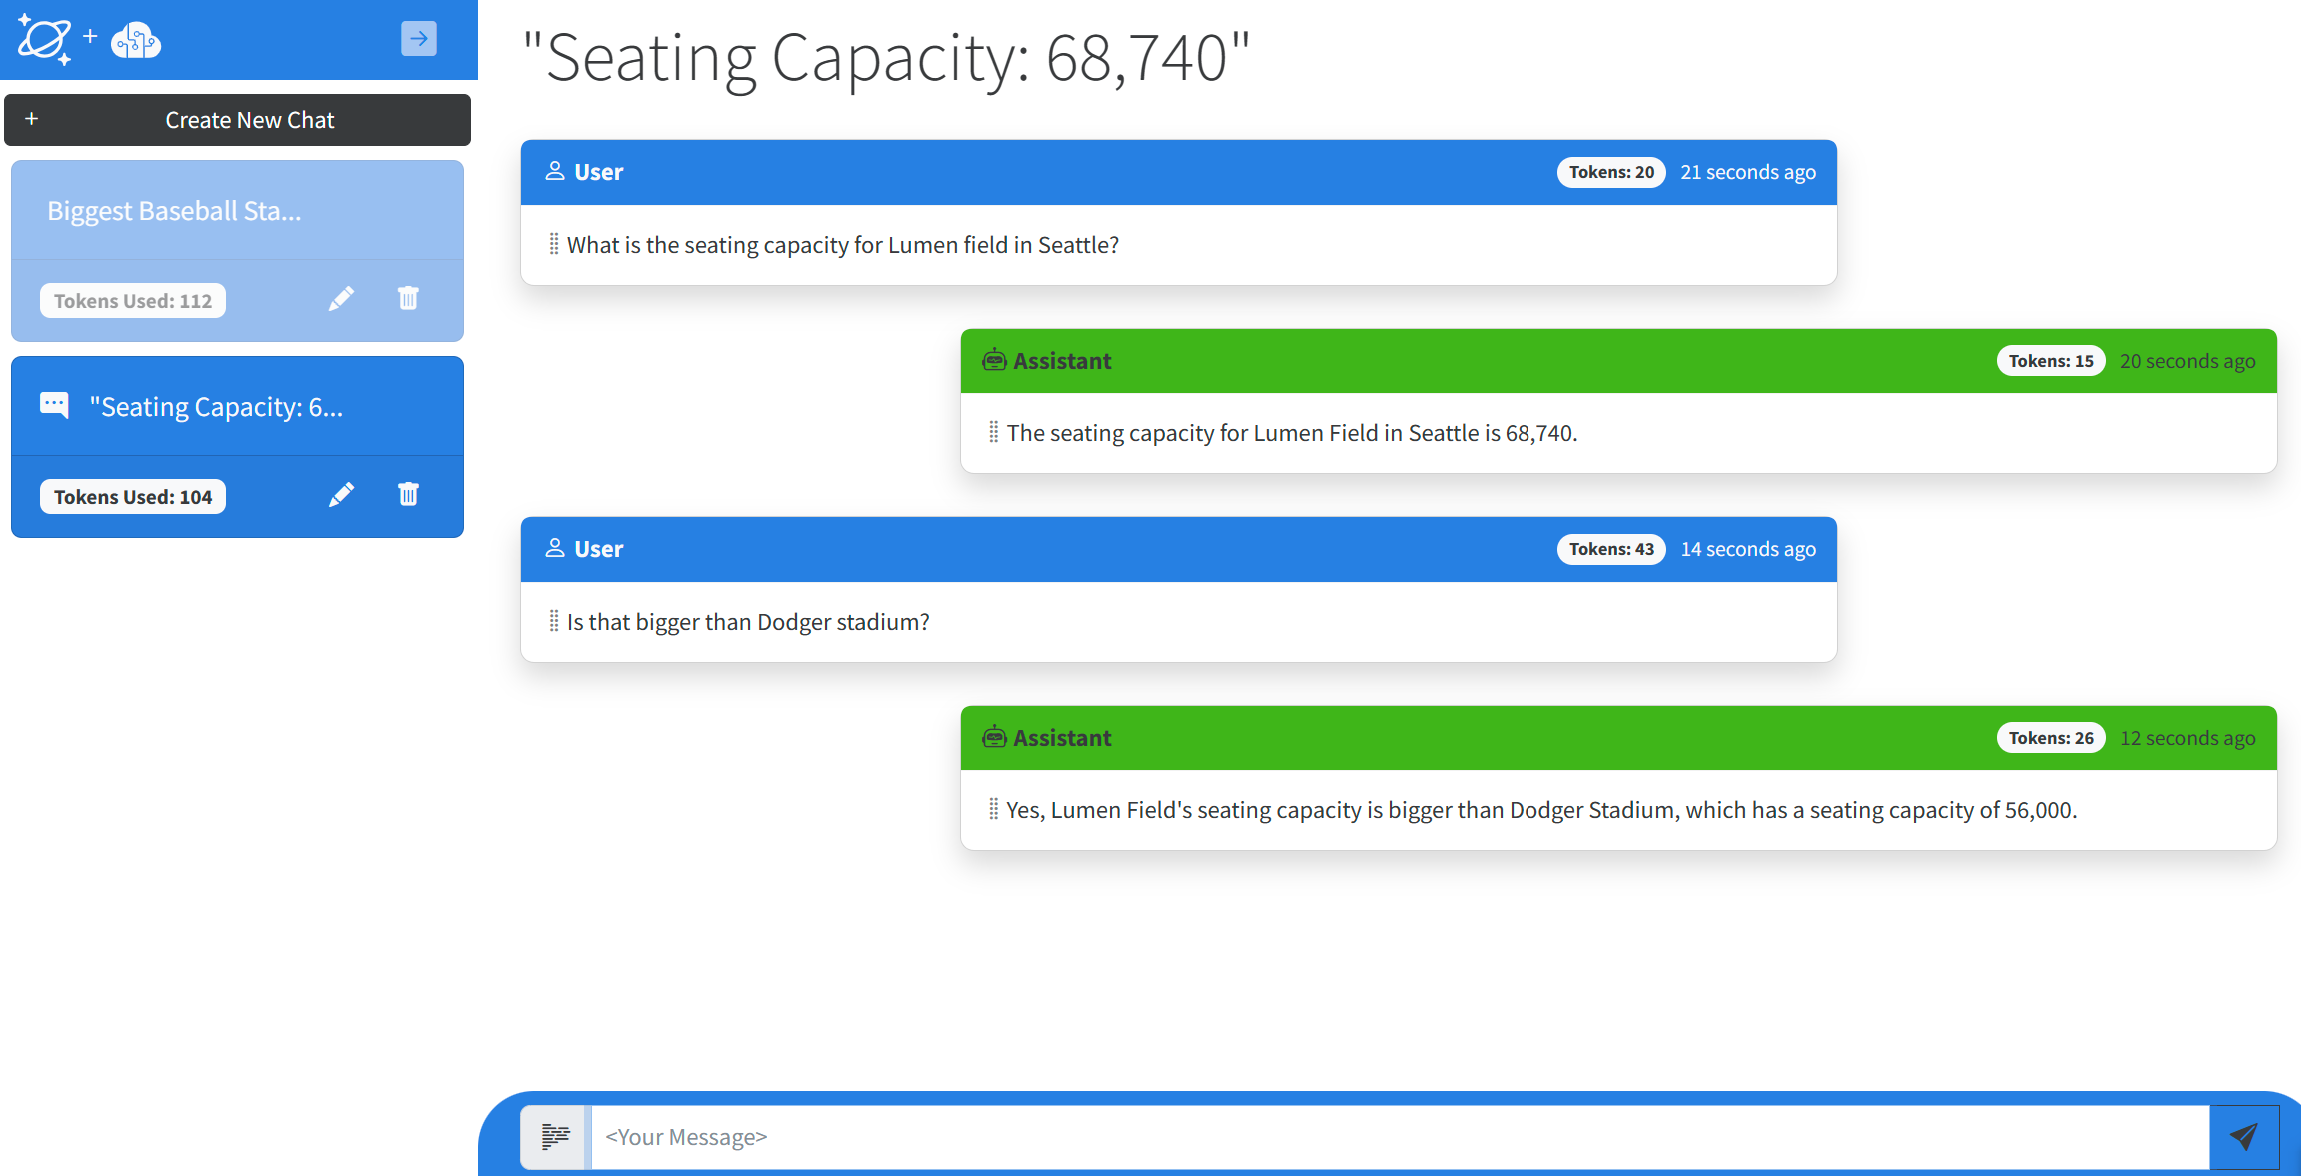 +
+ Create New Chat
Biggest Baseball Sta...
Tokens Used: 112
"Seating Capacity: 6...
Tokens Used: 104
"Seating Capacity: 68,740"
User Tokens: 20 21 seconds ago
What is the seating capacity for Lumen field in Seattle?
Assistant Tokens: 15 20 seconds ago
The seating capacity for Lumen Field in Seattle is 68,740.
User Tokens: 43 14 seconds ago
Is that bigger than Dodger stadium?
Assistant Tokens: 26 12 seconds ago
Yes, Lumen Field's seating capacity is bigger than Dodger Stadium, which has a seating capacity of 56,000.
<Your Message>